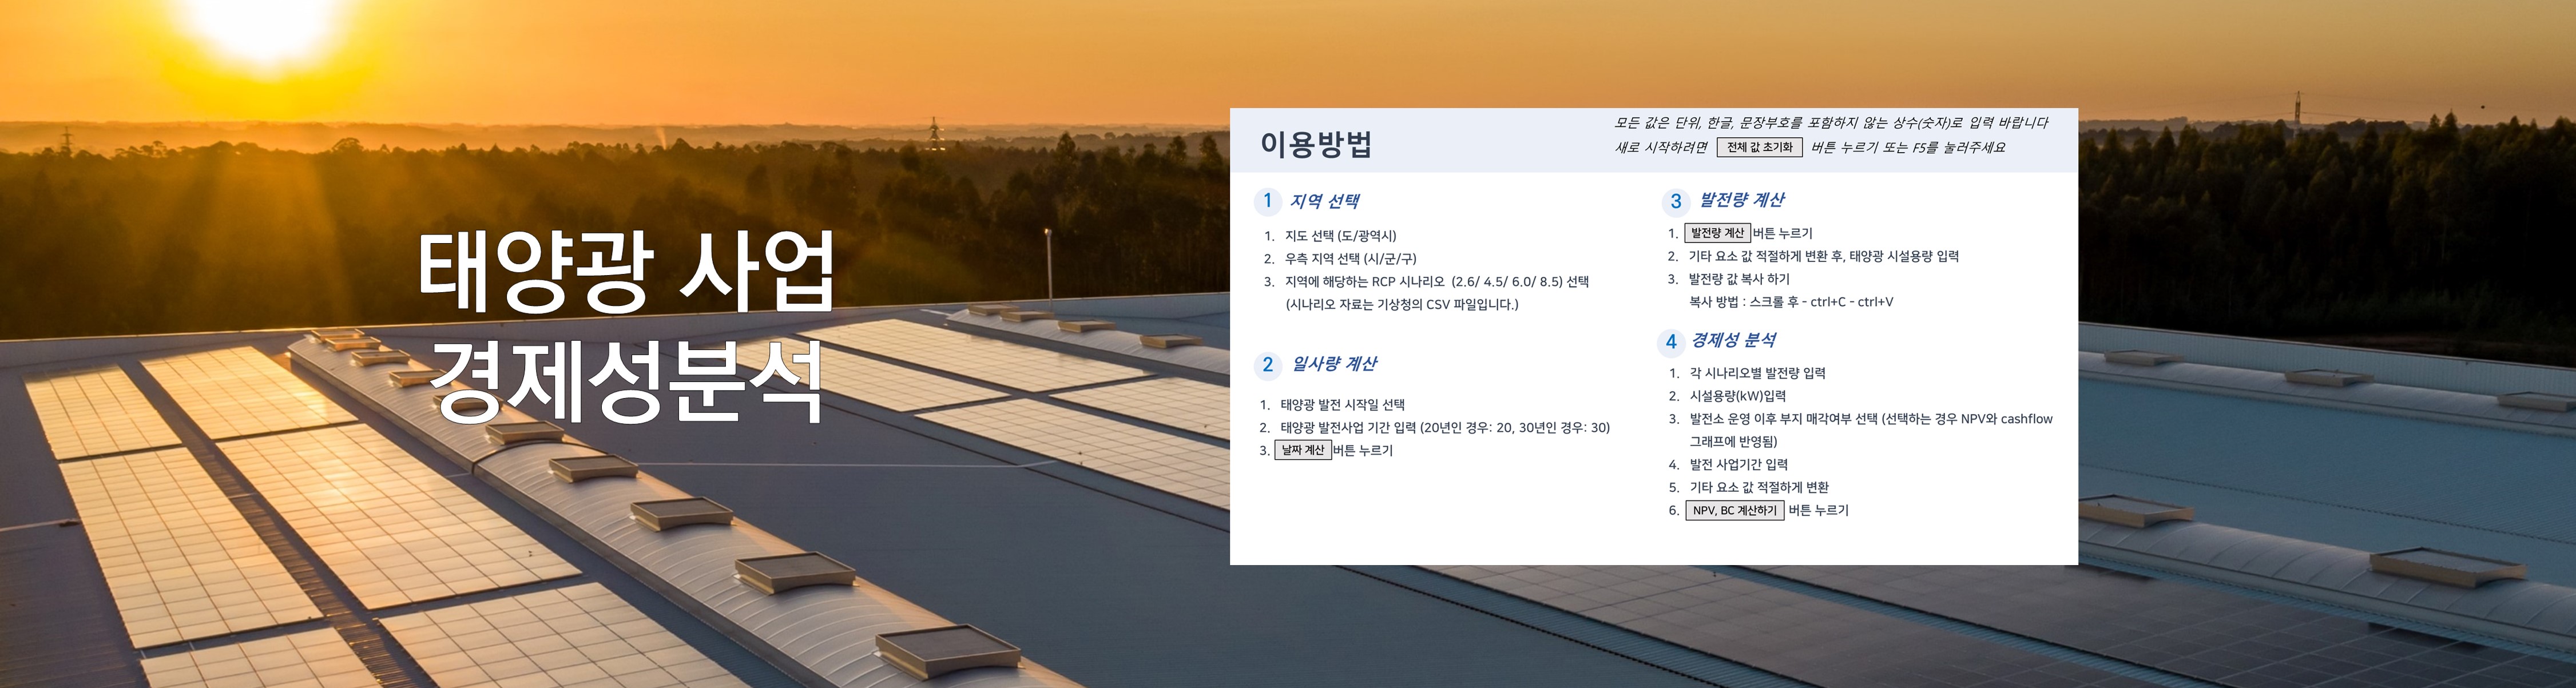 태양광 사업
경제성분석
이용방법
모든 값은 단위, 한글, 문장부호를 포함하지 않는 상수(숫자)로 입력 바랍니다
새로 시작하려면 전체 값 초기화 버튼 누르기 또는 F5를 눌러주세요
1 지역 선택
1. 지도 선택 (도/광역시)
2. 우측 지역 선택 (시/군/구)
3. 지역에 해당하는 RCP 시나리오 (2.6/ 4.5/ 6.0/ 8.5) 선택
(시나리오 자료는 기상청의 CSV 파일입니다.)
2 일사량 계산
1. 태양광 발전 시작일 선택
2. 태양광 발전사업 기간 입력 (20년인 경우: 20, 30년인 경우: 30)
3. 날짜 계산 버튼 누르기
3 발전량 계산
1. 발전량 계산 버튼 누르기
2. 기타 요소 값 적절하게 변환 후, 태양광 시설용량 입력
3. 발전량 값 복사 하기
복사 방법 : 스크롤 후 - ctrl+C - ctrl+V
4 경제성 분석
1. 각 시나리오별 발전량 입력
2. 시설용량(kW)입력
3. 발전소 운영 이후 부지 매각여부 선택 (선택하는 경우 NPV와 cashflow
그래프에 반영됨)
4. 발전 사업기간 입력
5. 기타 요소 값 적절하게 변환
6. NPV, BC 계산하기 버튼 누르기